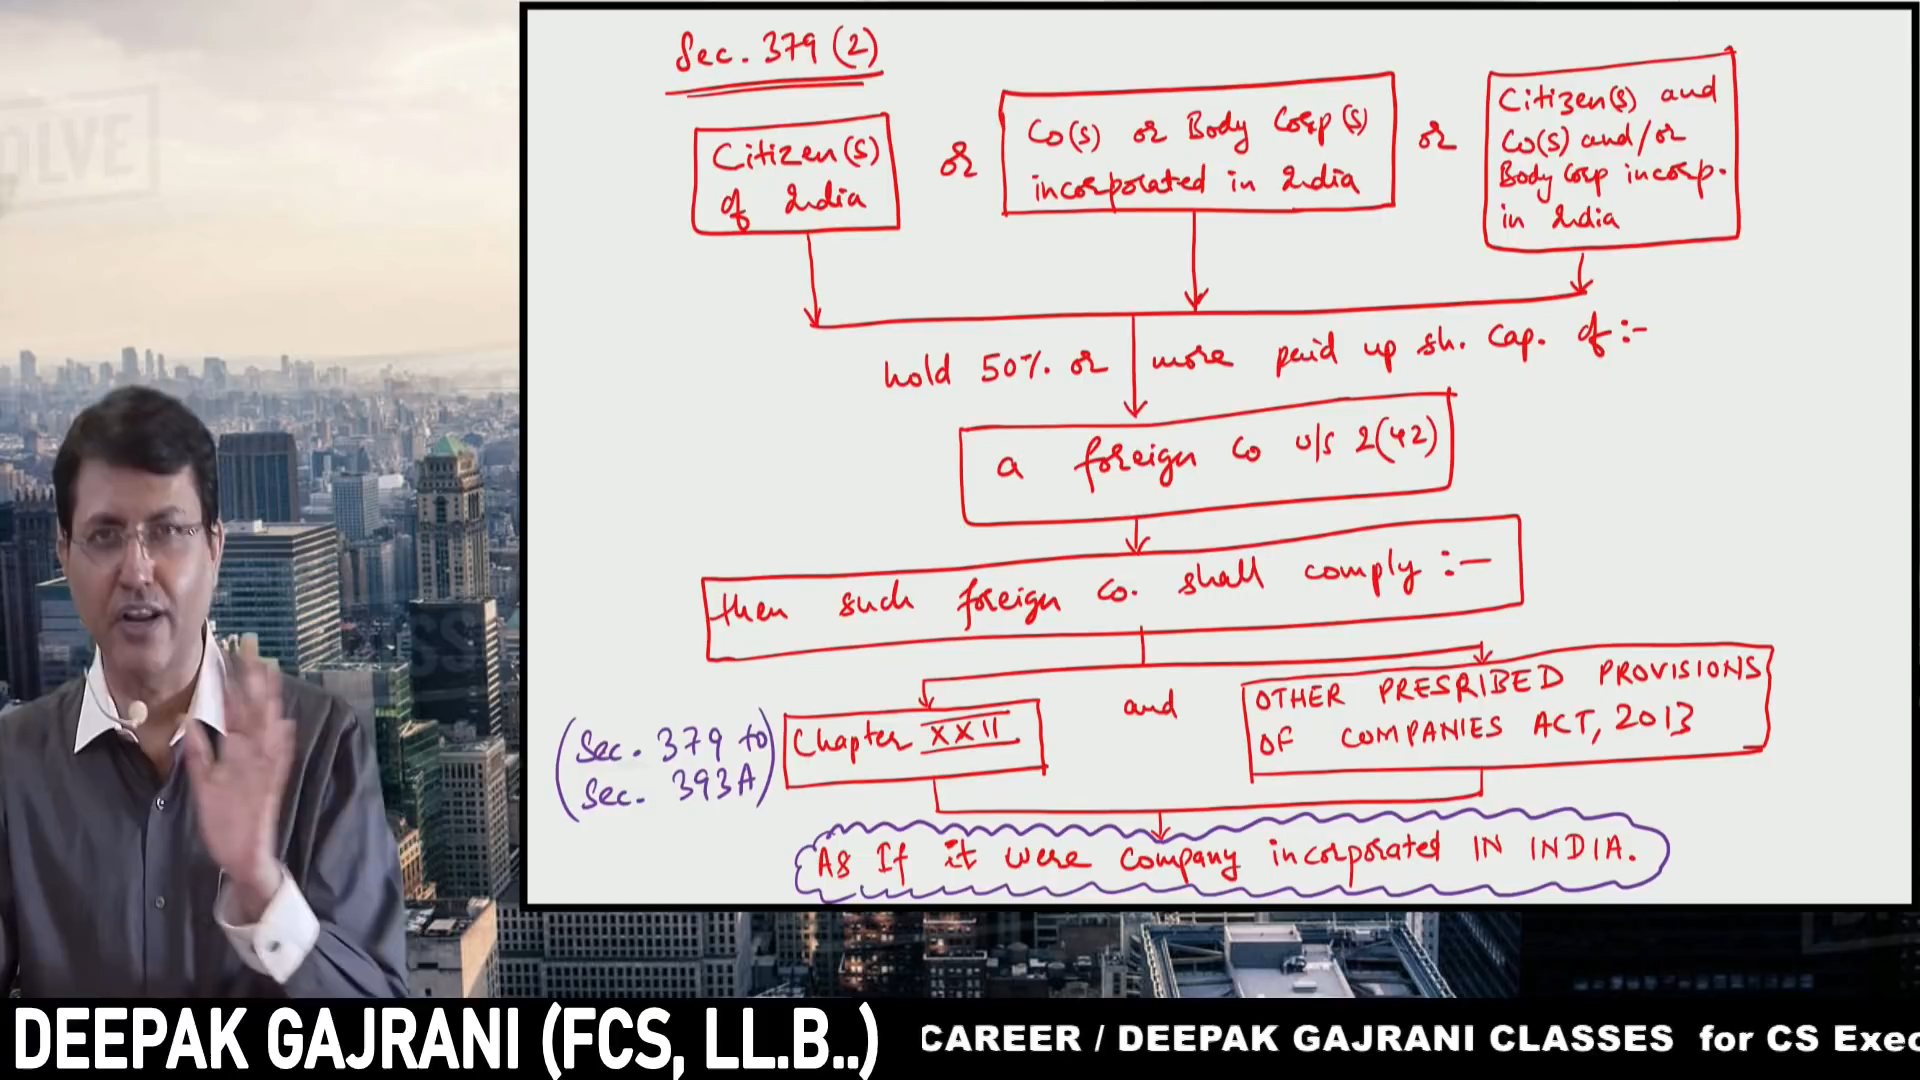 Sec. 379 (2)
Citizen(s)
of India
or
Co(s) or Body Corp(s)
incorporated in India
or
Citizen(s) and
Co(s) and/or
Body Corp incorp.
in India
hold 50% or more paid up sh. cap. of :-
a foreign Co u/s 2(42)
then such foreign Co. shall comply :-
(Sec. 379 to
Sec. 393A)
Chapter XXII
and
OTHER PRESRIBED PROVISIONS
OF COMPANIES ACT, 2013
As If it were company incorporated IN INDIA.
OLVE
DEEPAK GAJRANI (FCS, LL.B..)
CAREER / DEEPAK GAJRANI CLASSES for CS Exec